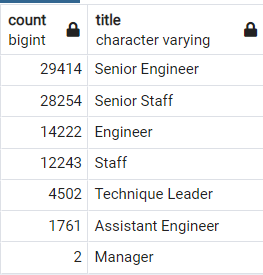 count title
bigint character varying
29414 Senior Engineer
28254 Senior Staff
14222 Engineer
12243 Staff
4502 Technique Leader
1761 Assistant Engineer
2 Manager